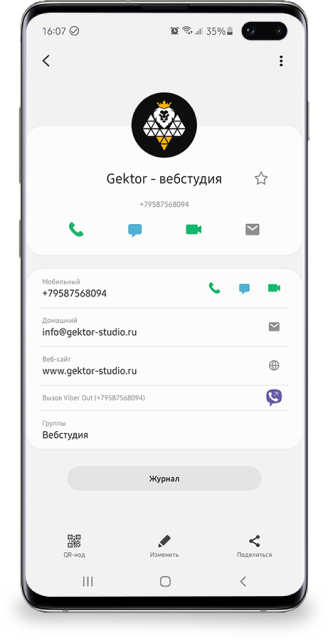 16:07 35%
Gektor - вебстудия
+79587568094
Мобильный
+79587568094
Домашний
info@gektor-studio.ru
Веб-сайт
www.gektor-studio.ru
Вызов Viber Out (+79587568094)
Группы
Вебстудия
Журнал
QR-код Изменить Поделиться